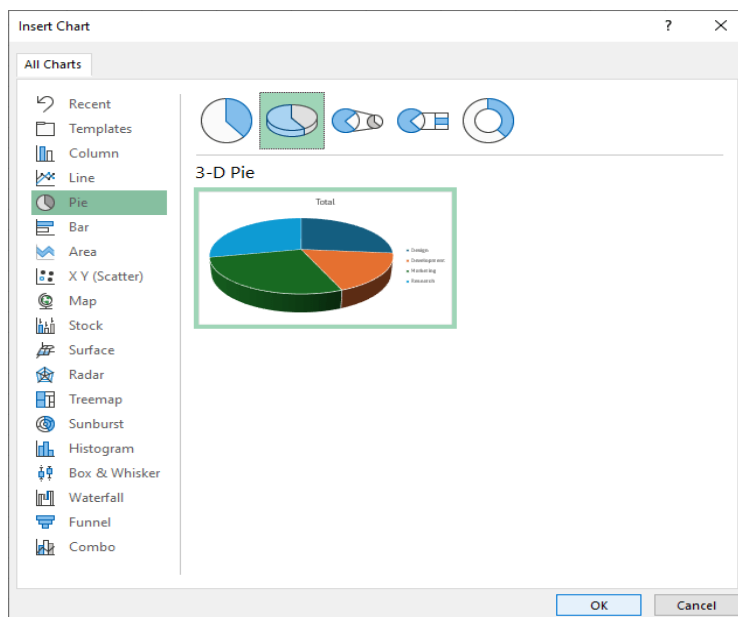 Insert Chart
?
All Charts
Recent
Templates
Column
Line
Pie
Bar
Area
X Y (Scatter)
Map
Stock
Surface
Radar
Treemap
Sunburst
Histogram
Box & Whisker
Waterfall
Funnel
Combo
3-D Pie
Total
Design
Development
Marketing
Research
OK
Cancel